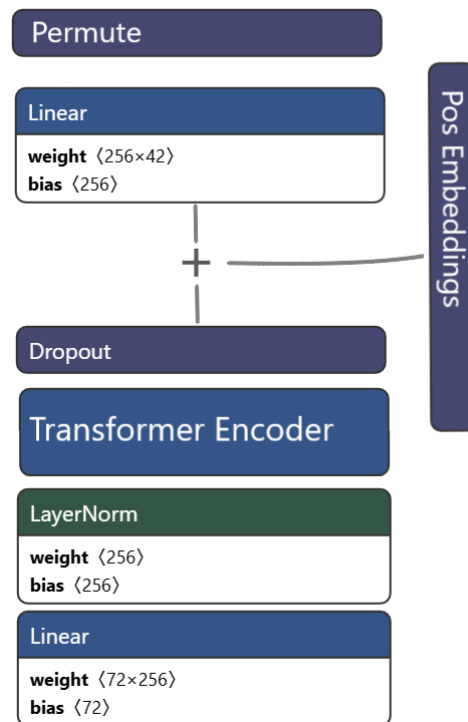 Permute
Linear
weight 〈256×42〉
bias 〈256〉
+
Pos Embeddings
Dropout
Transformer Encoder
LayerNorm
weight 〈256〉
bias 〈256〉
Linear
weight 〈72×256〉
bias 〈72〉